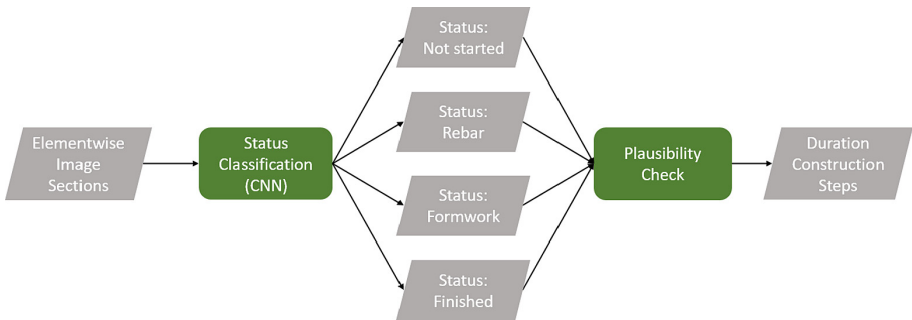 Elementwise
Image
Sections
Status
Classification
(CNN)
Status:
Not started
Status:
Rebar
Status:
Formwork
Status:
Finished
Plausibility
Check
Duration
Construction
Steps